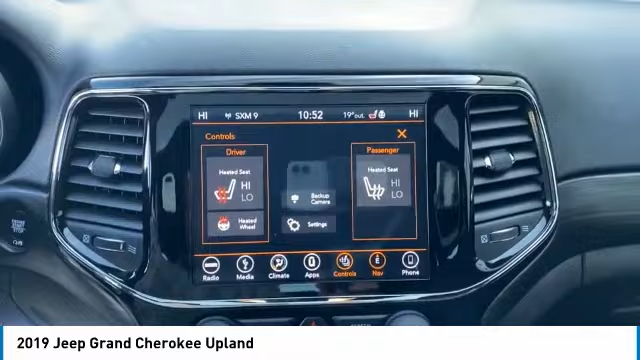 HI SXM 9 10:52 19°out. HI
Controls
Driver
Passenger
Heated Seat
HI
LO
Backup
Camera
Heated Seat
HI
LO
Heated
Wheel
Settings
Radio Media Climate Apps Controls Nav Phone
2019 Jeep Grand Cherokee Upland